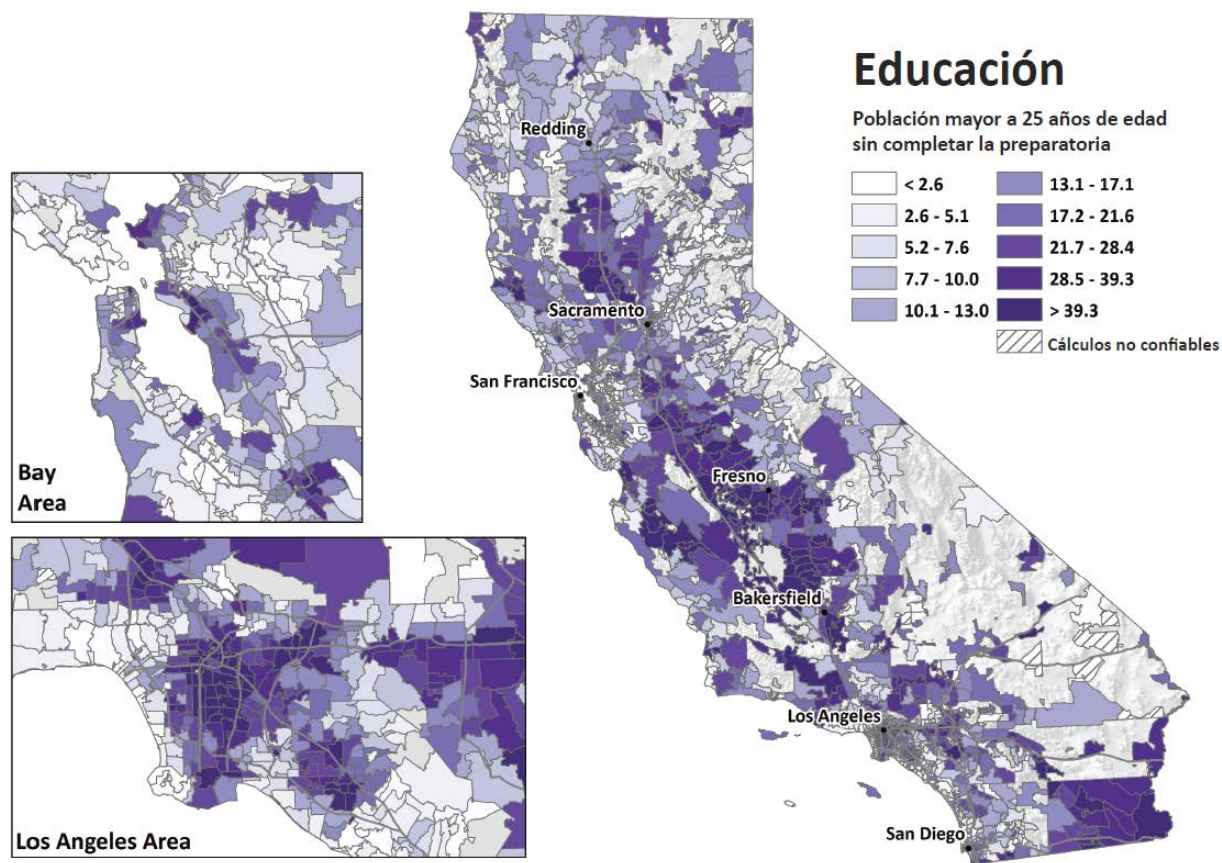 Educación
Población mayor a 25 años de edad
sin completar la preparatoria
< 2.6
2.6 - 5.1
5.2 - 7.6
7.7 - 10.0
10.1 - 13.0
13.1 - 17.1
17.2 - 21.6
21.7 - 28.4
28.5 - 39.3
> 39.3
Cálculos no confiables
Redding
Sacramento
San Francisco
Fresno
Bakersfield
Los Angeles
San Diego
Bay
Area
Los Angeles Area